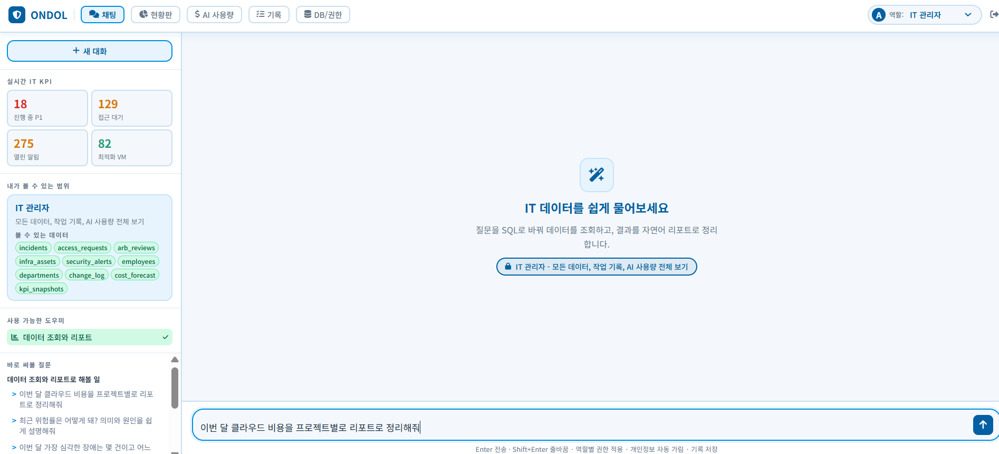 ONDOL
채팅
현황판
$ AI 사용량
기록
DB/권한
A 역할: IT 관리자
+ 새 대화
실시간 IT KPI
18
진행 중 P1
129
접근 대기
275
열린 알림
82
최적화 VM
내가 볼 수 있는 범위
IT 관리자
모든 데이터, 작업 기록, AI 사용량 전체 보기
볼 수 있는 데이터
incidents access_requests arb_reviews
infra_assets security_alerts employees
departments change_log cost_forecast
kpi_snapshots
사용 가능한 도우미
데이터 조회와 리포트
바로 써볼 질문
데이터 조회와 리포트로 해볼 일
> 이번 달 클라우드 비용을 프로젝트별로 리포
트로 정리해줘
> 최근 위험률은 어떻게 돼? 의미와 원인을 쉽
게 설명해줘
> 이번 달 가장 심각한 장애는 몇 건이고 어느
IT 데이터를 쉽게 물어보세요
질문을 SQL로 바꿔 데이터를 조회하고, 결과를 자연어 리포트로 정리
합니다.
IT 관리자 - 모든 데이터, 작업 기록, AI 사용량 전체 보기
이번 달 클라우드 비용을 프로젝트별로 리포트로 정리해줘
Enter 전송 · Shift+Enter 줄바꿈 · 역할별 권한 적용 · 개인정보 자동 가림 · 기록 저장